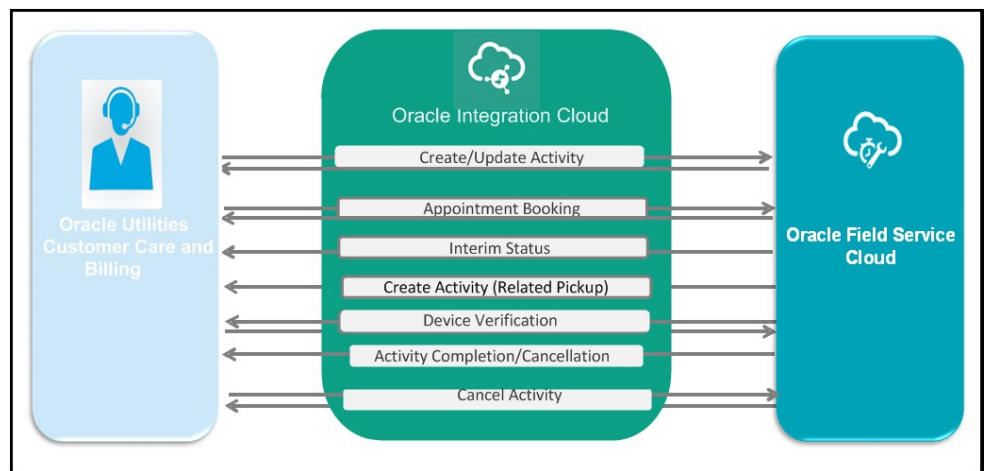 Oracle Integration Cloud
Create/Update Activity
Appointment Booking
Interim Status
Create Activity (Related Pickup)
Device Verification
Activity Completion/Cancellation
Cancel Activity
Oracle Utilities
Customer Care and
Billing
Oracle Field Service
Cloud